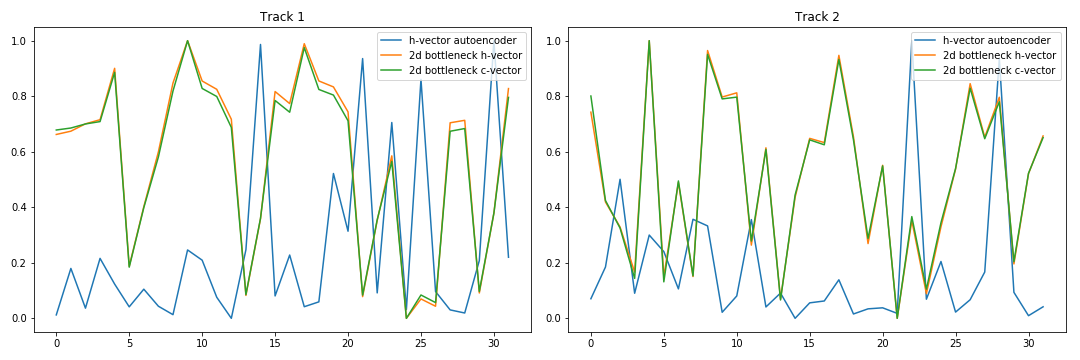 Track 1
h-vector autoencoder
2d bottleneck h-vector
2d bottleneck c-vector
1.0
0.8
0.6
0.4
0.2
0.0
0 5 10 15 20 25 30
Track 2
h-vector autoencoder
2d bottleneck h-vector
2d bottleneck c-vector
1.0
0.8
0.6
0.4
0.2
0.0
0 5 10 15 20 25 30